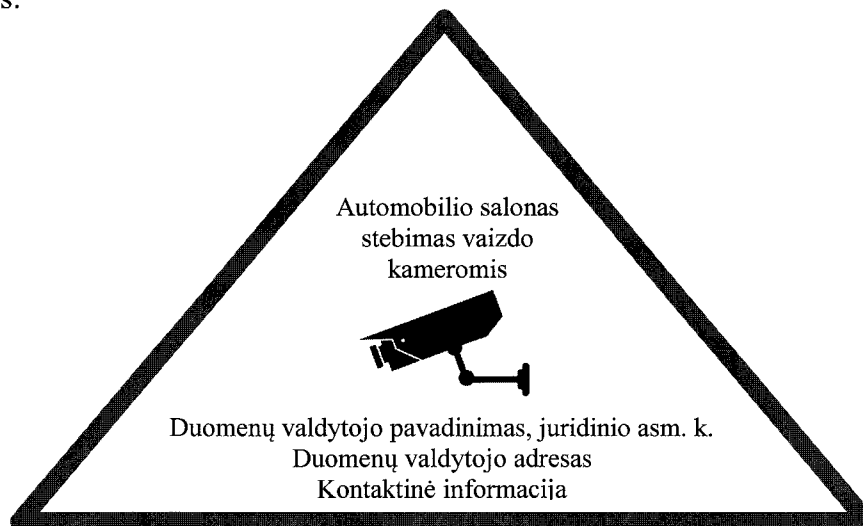 s.
Automobilio salonas
stebimas vaizdo
kameromis
Duomenų valdytojo pavadinimas, juridinio asm. k.
Duomenų valdytojo adresas
Kontaktinė informacija